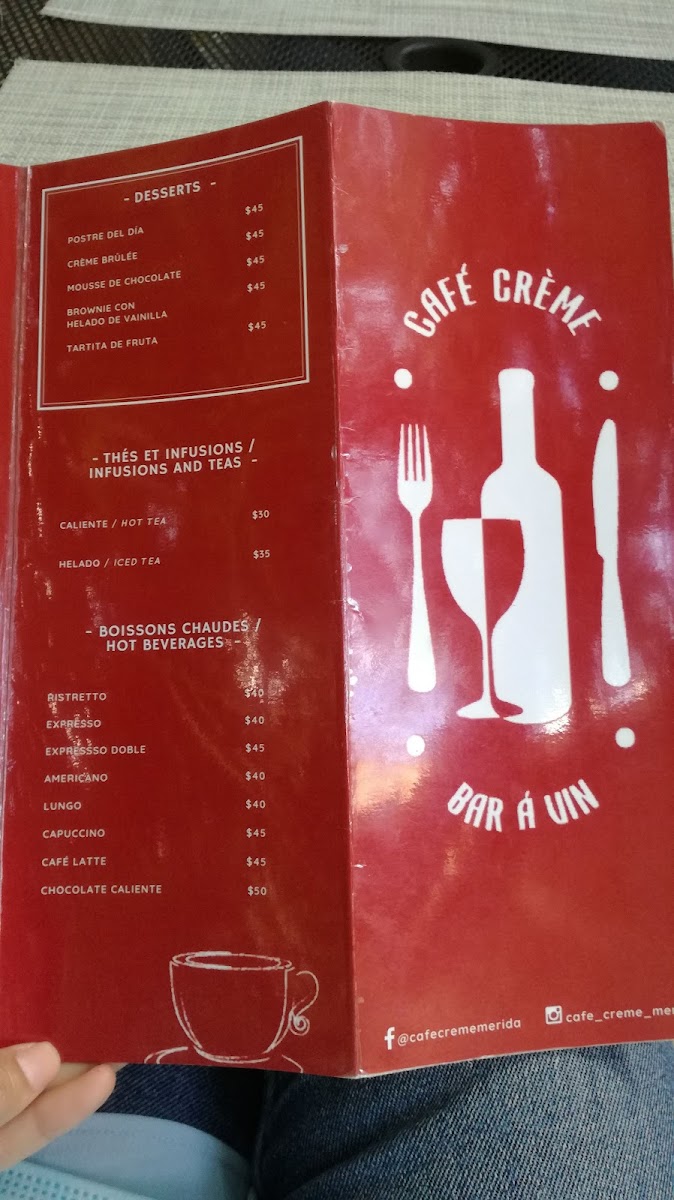 - DESSERTS -
POSTRE DEL DÍA $45
CRÈME BRÛLÉE $45
MOUSSE DE CHOCOLATE $45
BROWNIE CON $45
HELADO DE VAINILLA
TARTITA DE FRUTA $45
- THÉS ET INFUSIONS /
INFUSIONS AND TEAS -
CALIENTE / HOT TEA $30
HELADO / ICED TEA $35
- BOISSONS CHAUDES /
HOT BEVERAGES -
RISTRETTO $40
EXPRESSO $40
EXPRESSSO DOBLE $45
AMERICANO $40
LUNGO $40
CAPUCCINO $45
CAFÉ LATTE $45
CHOCOLATE CALIENTE $50
CAFÉ CRÈME
BAR Á VIN
@cafecrememerida
cafe_creme_mer